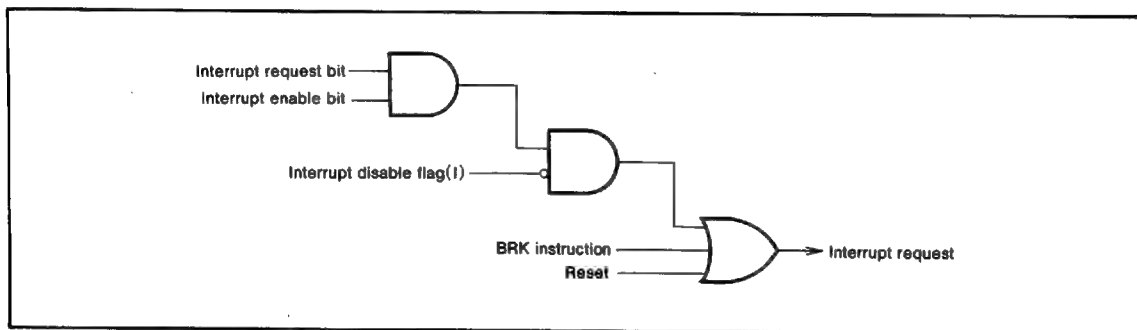 Interrupt request bit
Interrupt enable bit
Interrupt disable flag(I)
BRK instruction
Reset
Interrupt request